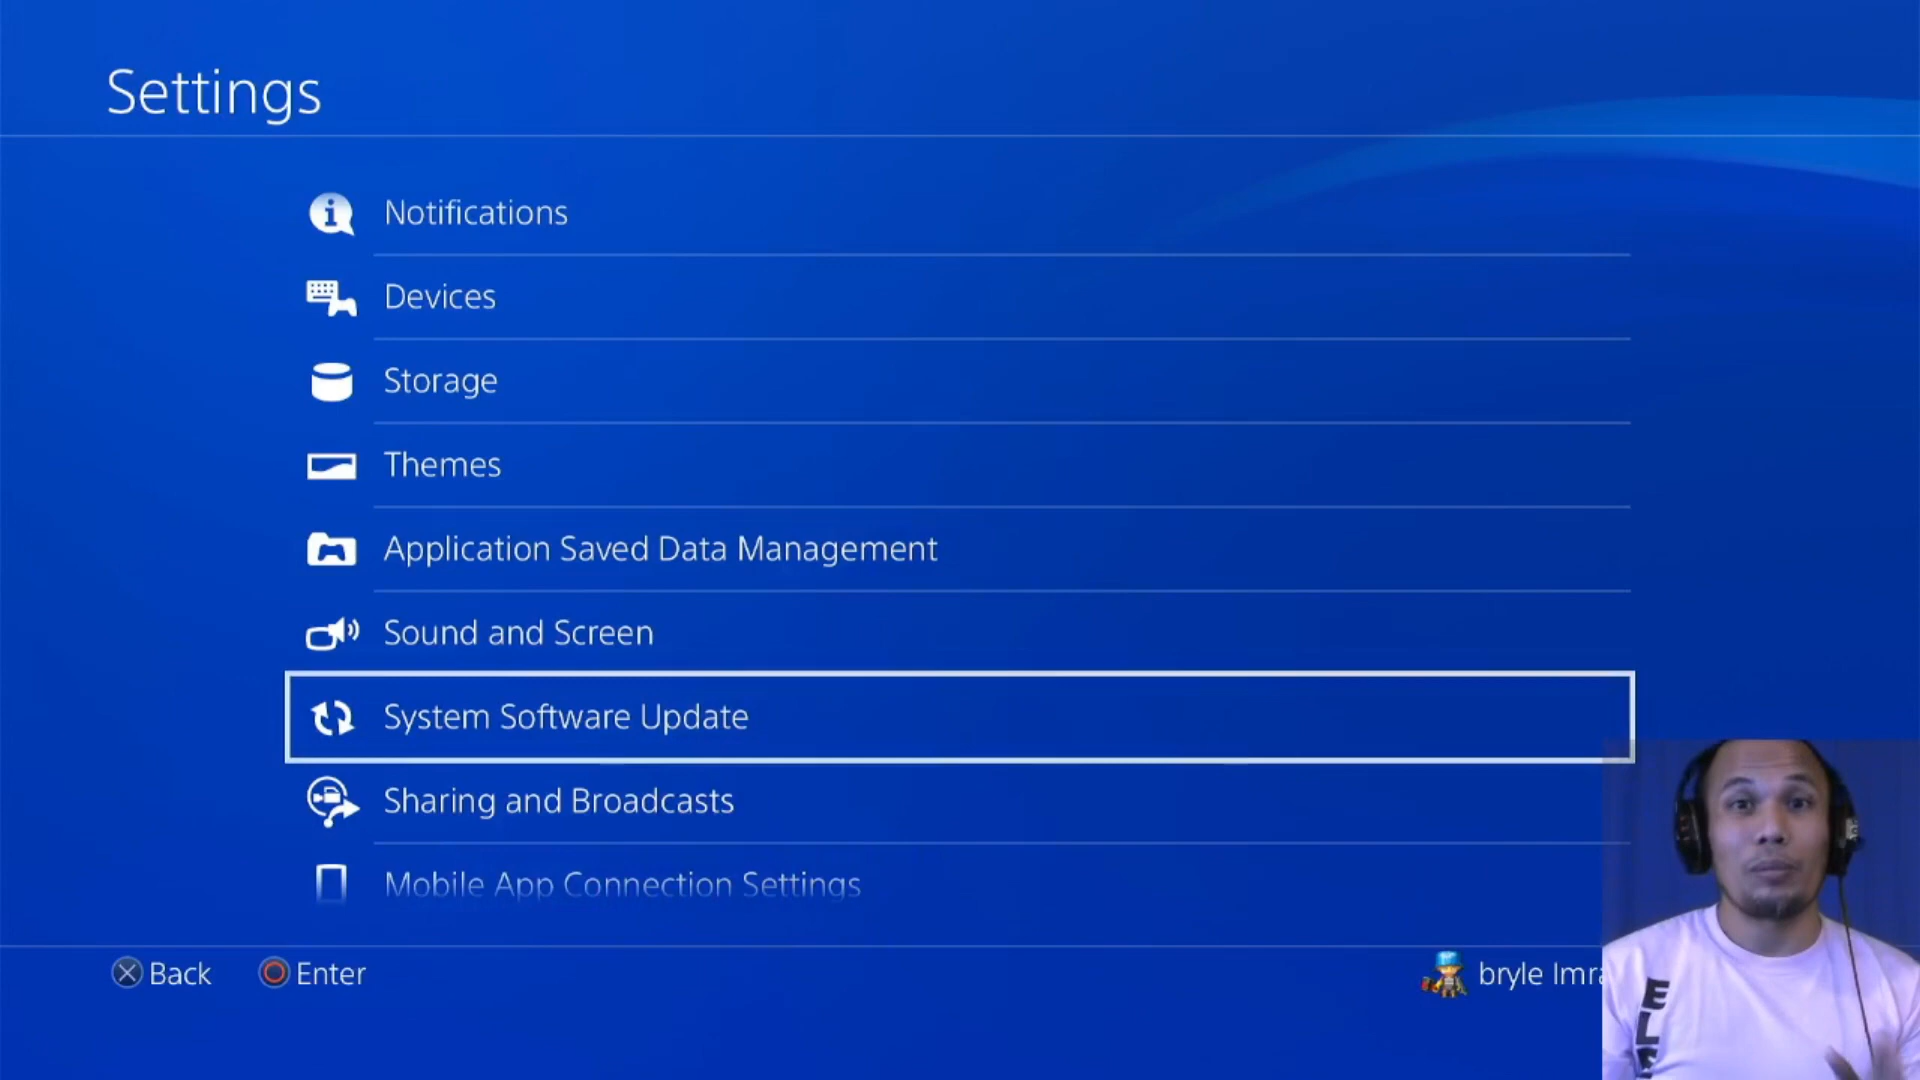 Settings
Notifications
Devices
Storage
Themes
Application Saved Data Management
Sound and Screen
System Software Update
Sharing and Broadcasts
Mobile App Connection Settings
Back
Enter
bryle